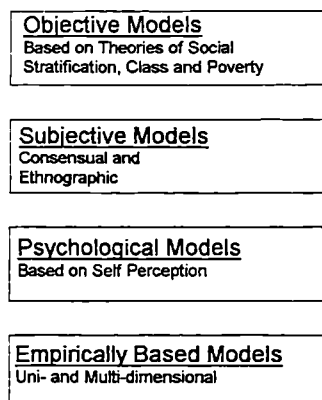 Objective Models
Based on Theories of Social
Stratification, Class and Poverty
Subjective Models
Consensual and
Ethnographic
Psychological Models
Based on Self Perception
Empirically Based Models
Uni- and Multi-dimensional